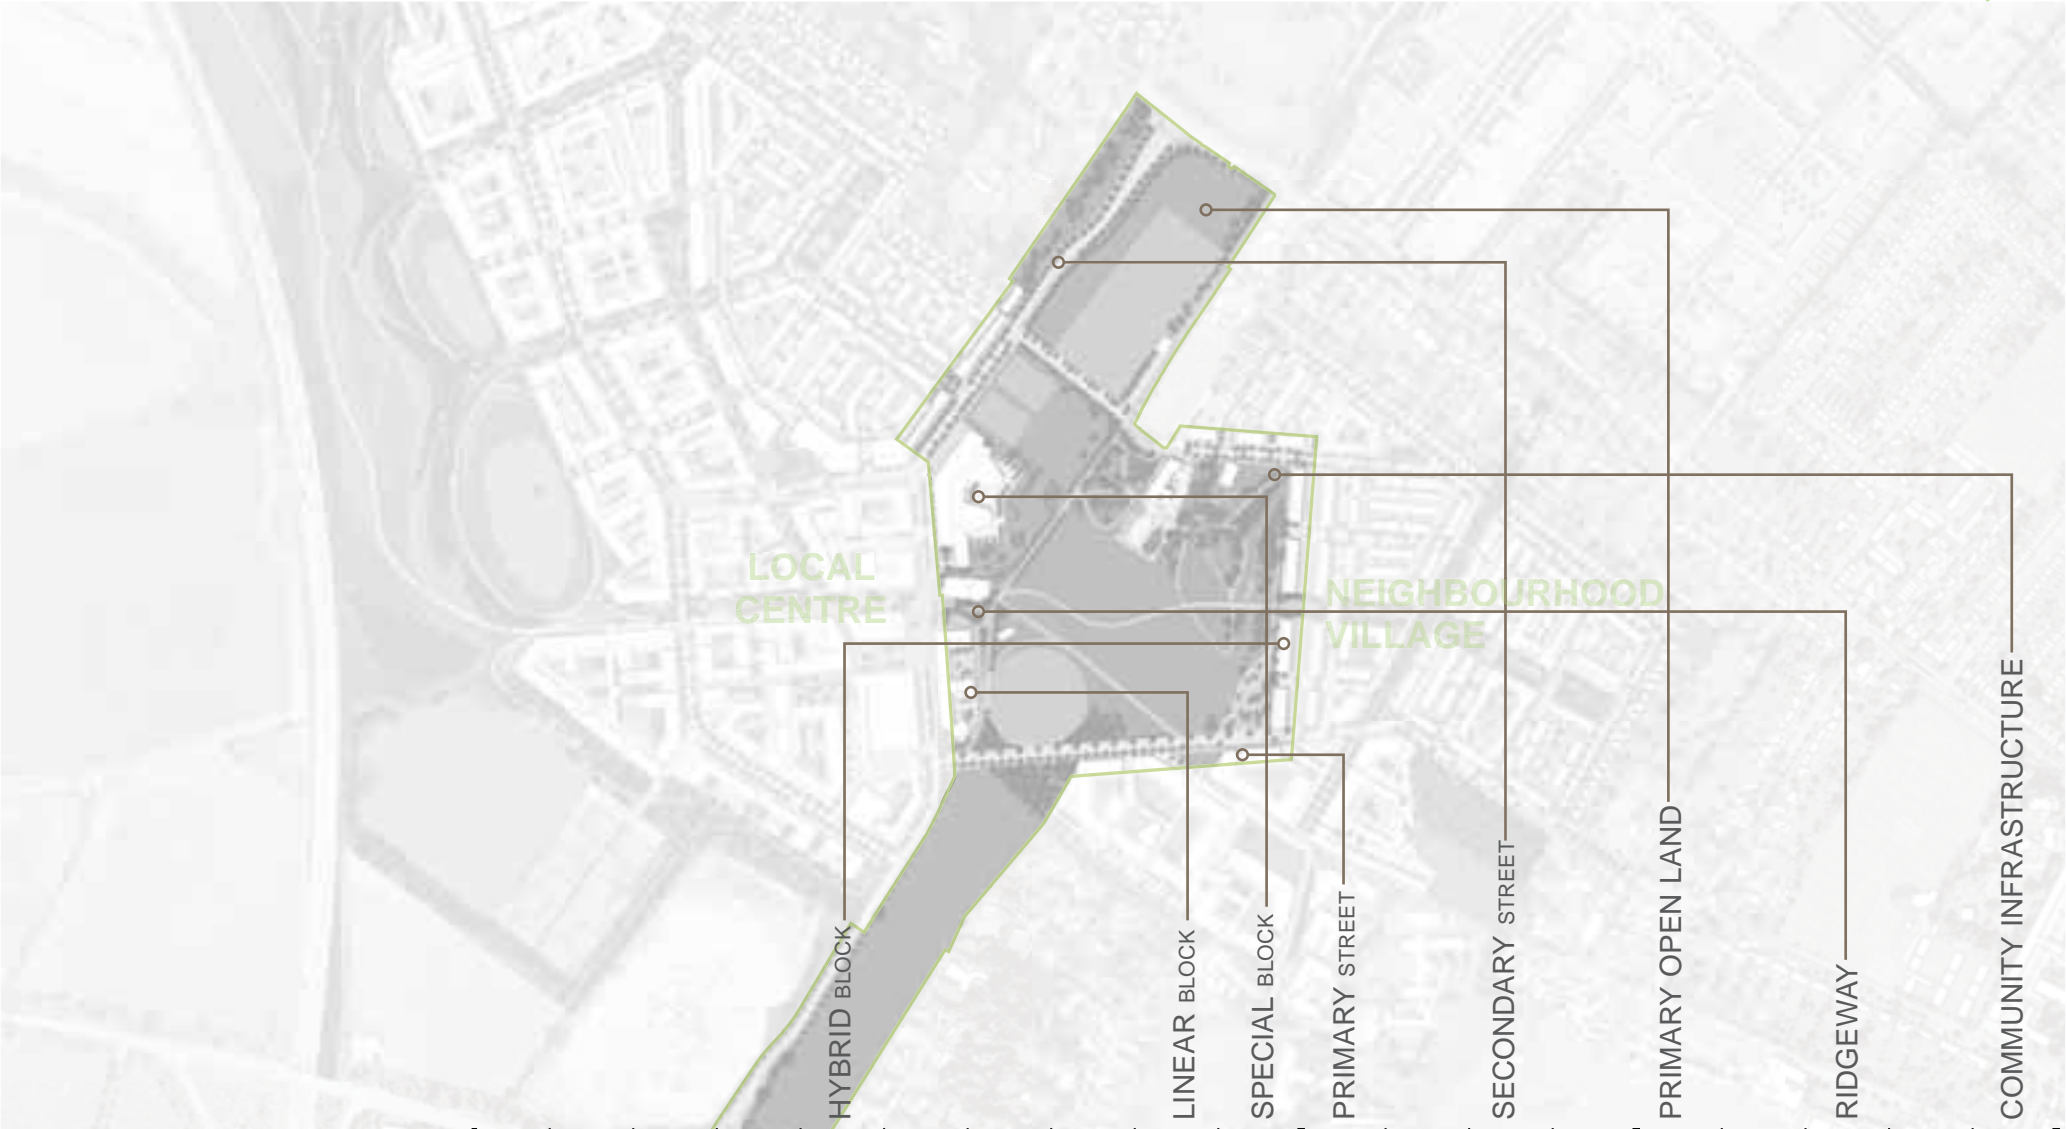 LOCAL
CENTRE
NEIGHBOURHOOD
VILLAGE
HYBRID BLOCK
LINEAR BLOCK
SPECIAL BLOCK
PRIMARY STREET
SECONDARY STREET
PRIMARY OPEN LAND
RIDGEWAY
COMMUNITY INFRASTRUCTURE